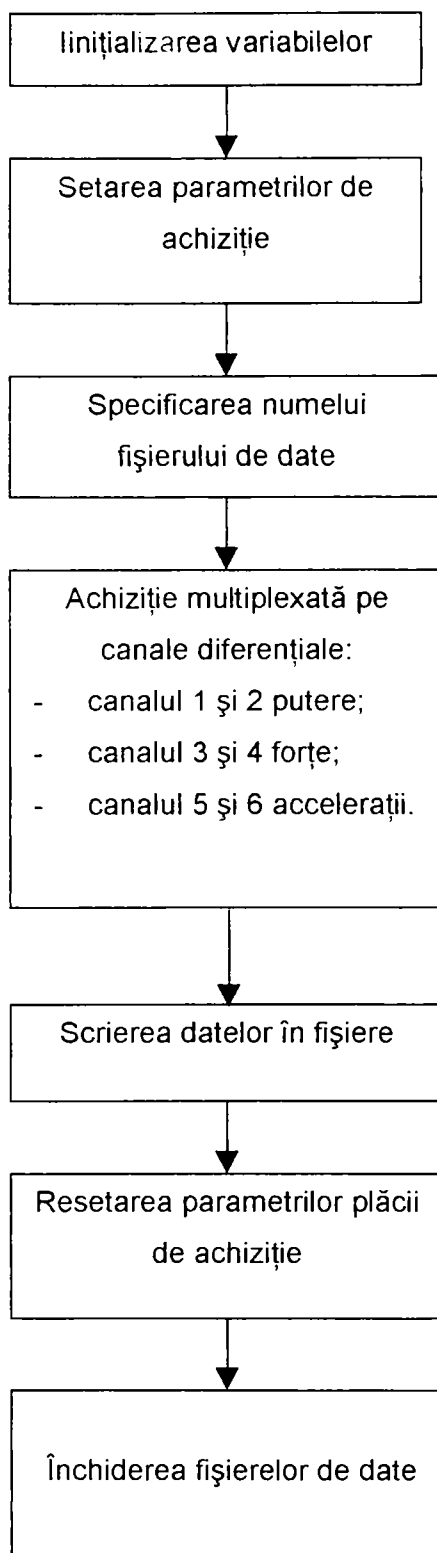 Iinițializarea variabilelor
Setarea parametrilor de
achiziție
Specificarea numelui
fişierului de date
Achiziție multiplexată pe
canale diferențiale:
- canalul 1 şi 2 putere;
- canalul 3 şi 4 forțe;
- canalul 5 şi 6 accelerații.
Scrierea datelor în fişiere
Resetarea parametrilor plăcii
de achiziție
Închiderea fişierelor de date